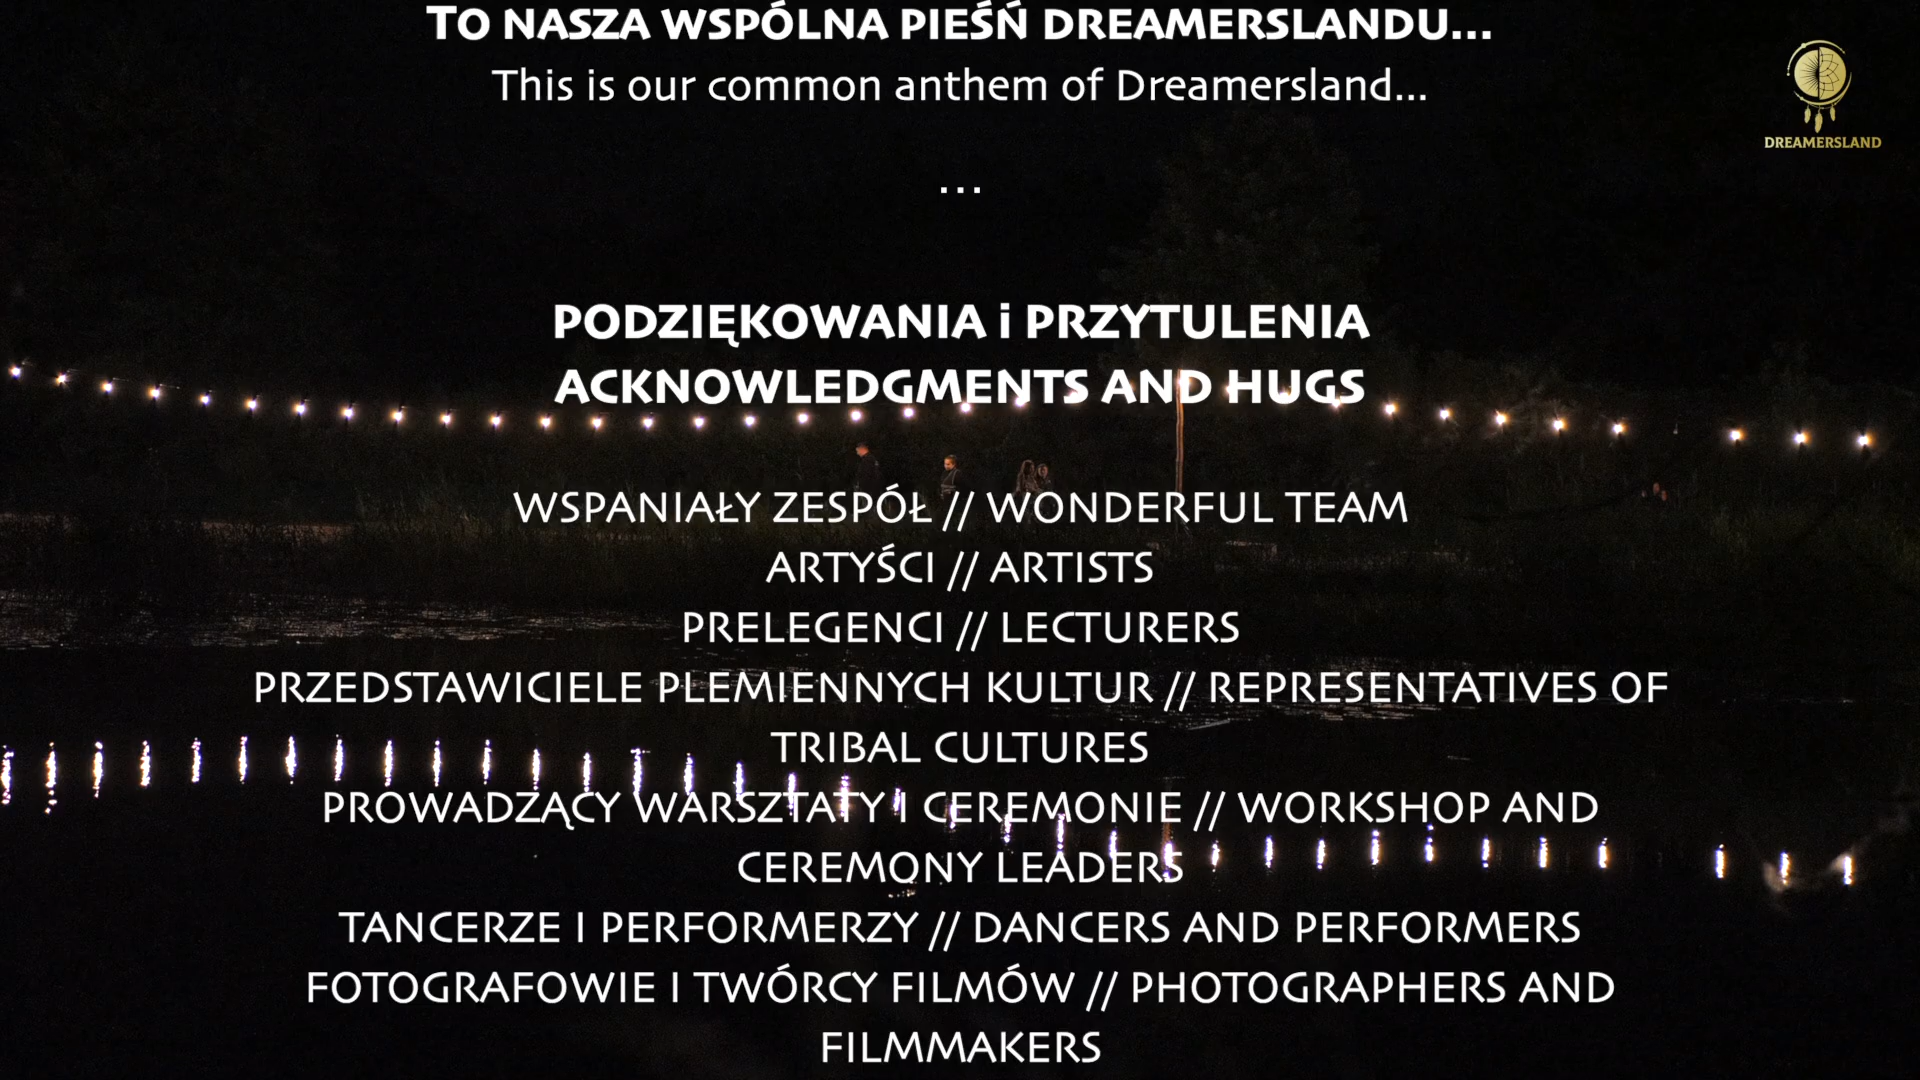 TO NASZA WSPÓLNA PIEŚŃ DREAMERSLANDU...
This is our common anthem of Dreamersland...
DREAMERSLAND
...
PODZIĘKOWANIA i PRZYTULENIA
ACKNOWLEDGMENTS AND HUGS
WSPANIAŁY ZESPÓŁ // WONDERFUL TEAM
ARTYŚCI // ARTISTS
PRELEGENCI // LECTURERS
PRZEDSTAWICIELE PLEMIENNYCH KULTUR // REPRESENTATIVES OF
TRIBAL CULTURES
PROWADZĄCY WARSZTATY I CEREMONIE // WORKSHOP AND
CEREMONY LEADERS
TANCERZE I PERFORMERZY // DANCERS AND PERFORMERS
FOTOGRAFOWIE I TWÓRCY FILMÓW // PHOTOGRAPHERS AND
FILMMAKERS